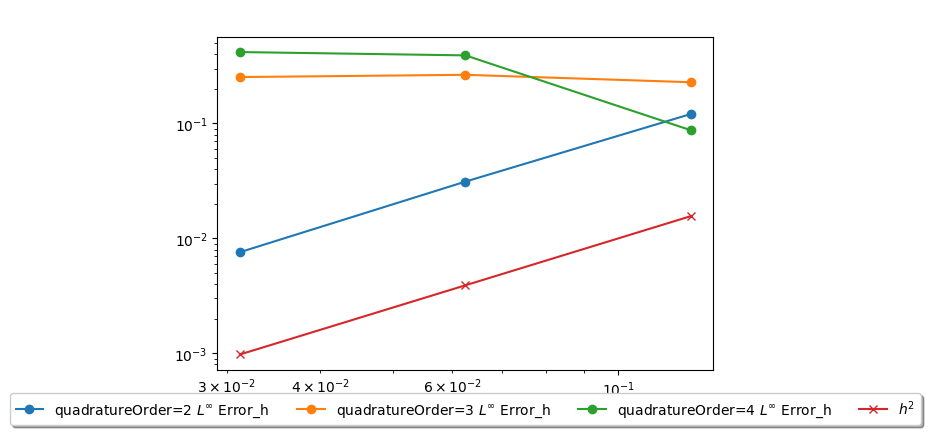 10⁻¹
10⁻²
10⁻³
3 × 10⁻² 4 × 10⁻² 6 × 10⁻² 10⁻¹
quadratureOrder=2 L∞ Error_h quadratureOrder=3 L∞ Error_h quadratureOrder=4 L∞ Error_h h²